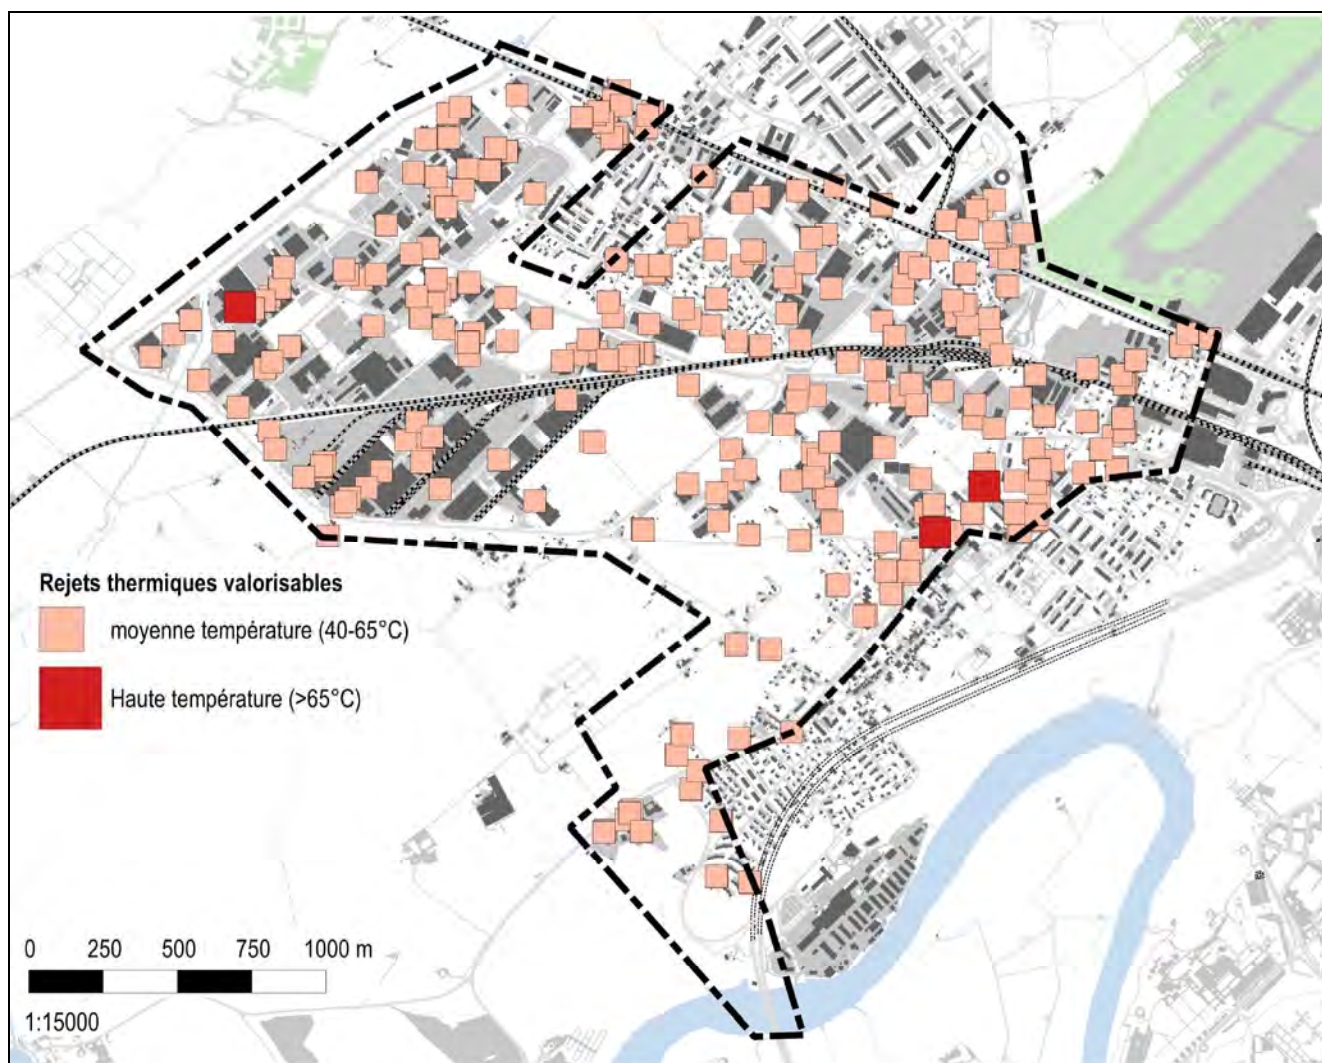 Rejets thermiques valorisables
moyenne température (40-65°C)
Haute température (>65°C)
0 250 500 750 1000 m
1:15000